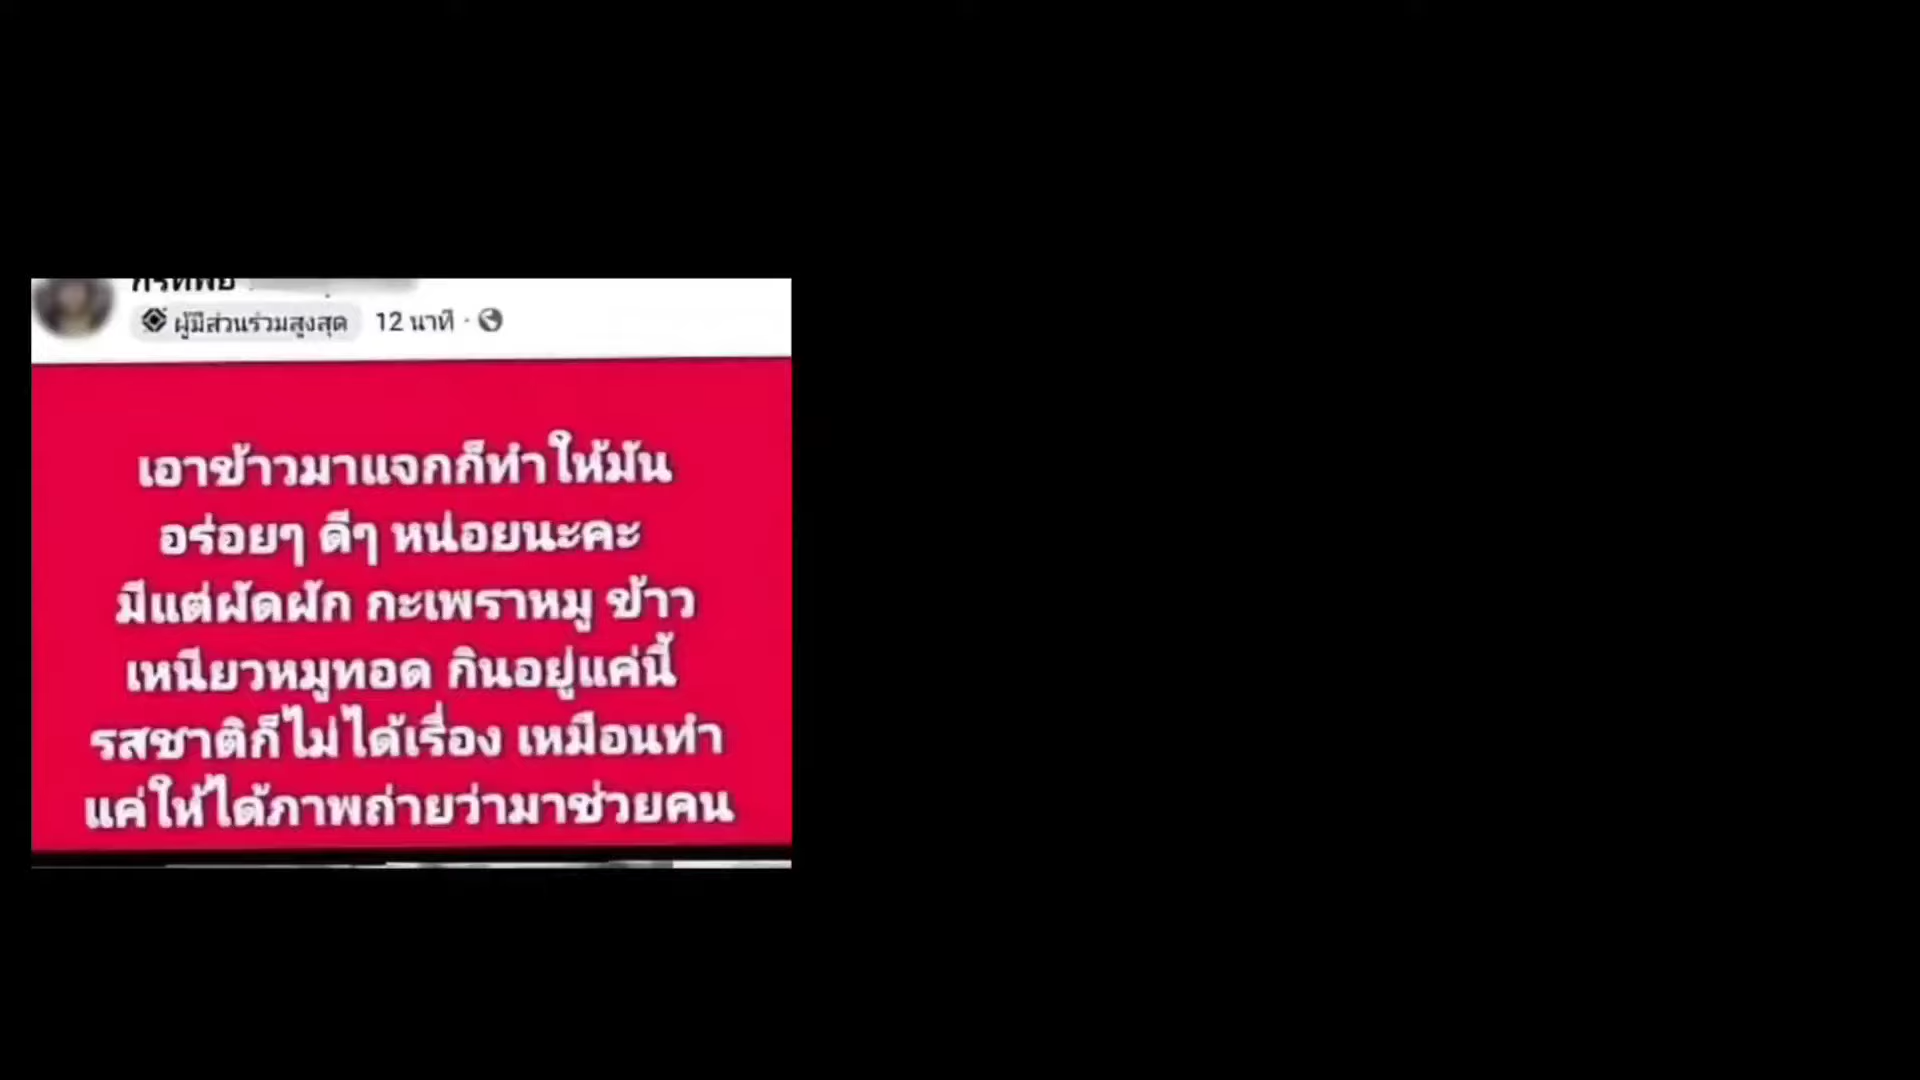 ผู้มีส่วนร่วมสูงสุด 12 นาที ·
เอาข้าวมาแจกก็ทำให้มัน
อร่อยๆ ดีๆ หน่อยนะคะ
มีแต่ผัดผัก กะเพราหมู ข้าว
เหนียวหมูทอด กินอยู่แค่นี้
รสชาติก็ไม่ได้เรื่อง เหมือนทำ
แค่ให้ได้ภาพถ่ายว่ามาช่วยคน